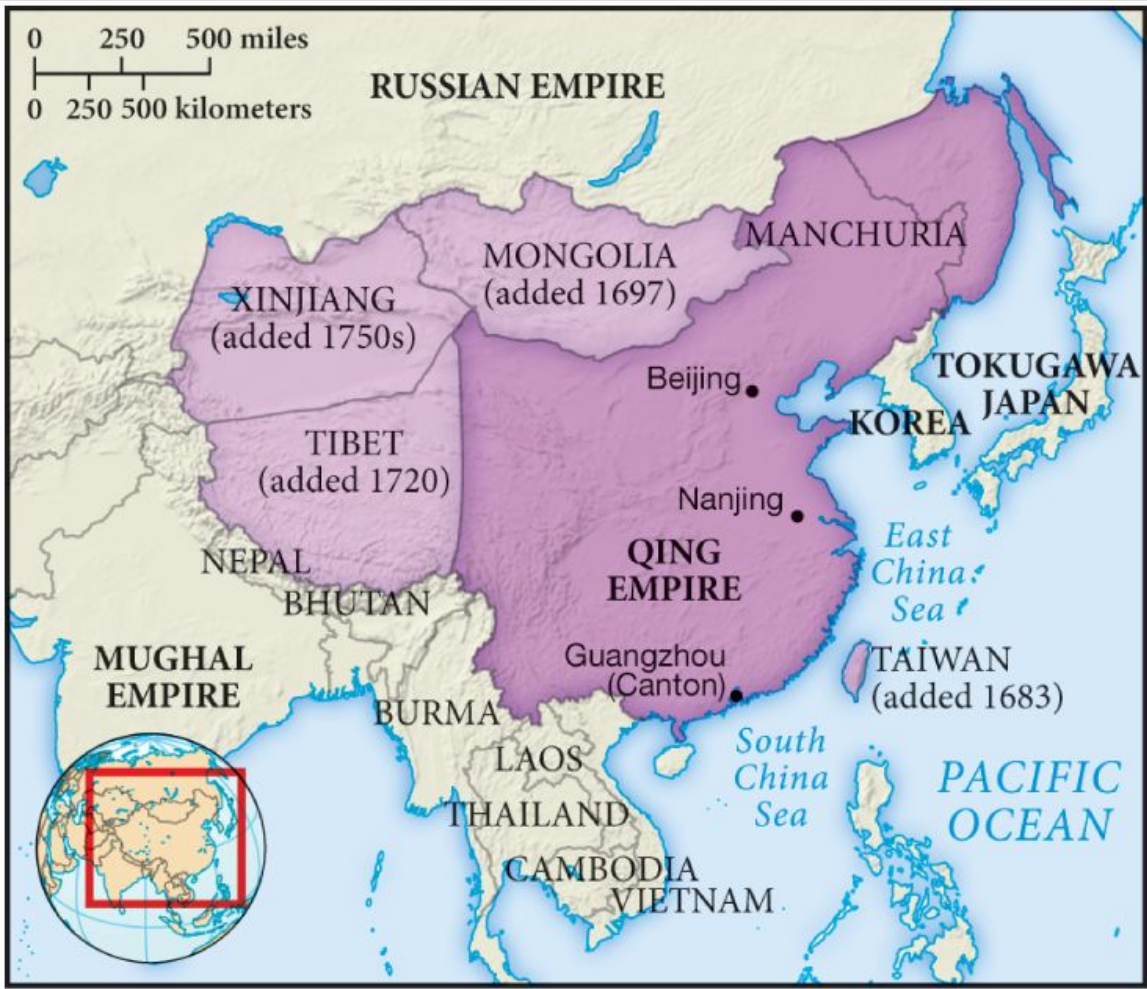 0 250 500 miles
0 250 500 kilometers
RUSSIAN EMPIRE
MANCHURIA
MONGOLIA
(added 1697)
XINJIANG
(added 1750s)
Beijing
TOKUGAWA
JAPAN
KOREA
TIBET
(added 1720)
Nanjing
QING
EMPIRE
East
China
Sea
NEPAL
BHUTAN
MUGHAL
EMPIRE
Guangzhou
(Canton)
TAIWAN
(added 1683)
BURMA
LAOS
South
China
Sea
PACIFIC
OCEAN
THAILAND
CAMBODIA
VIETNAM